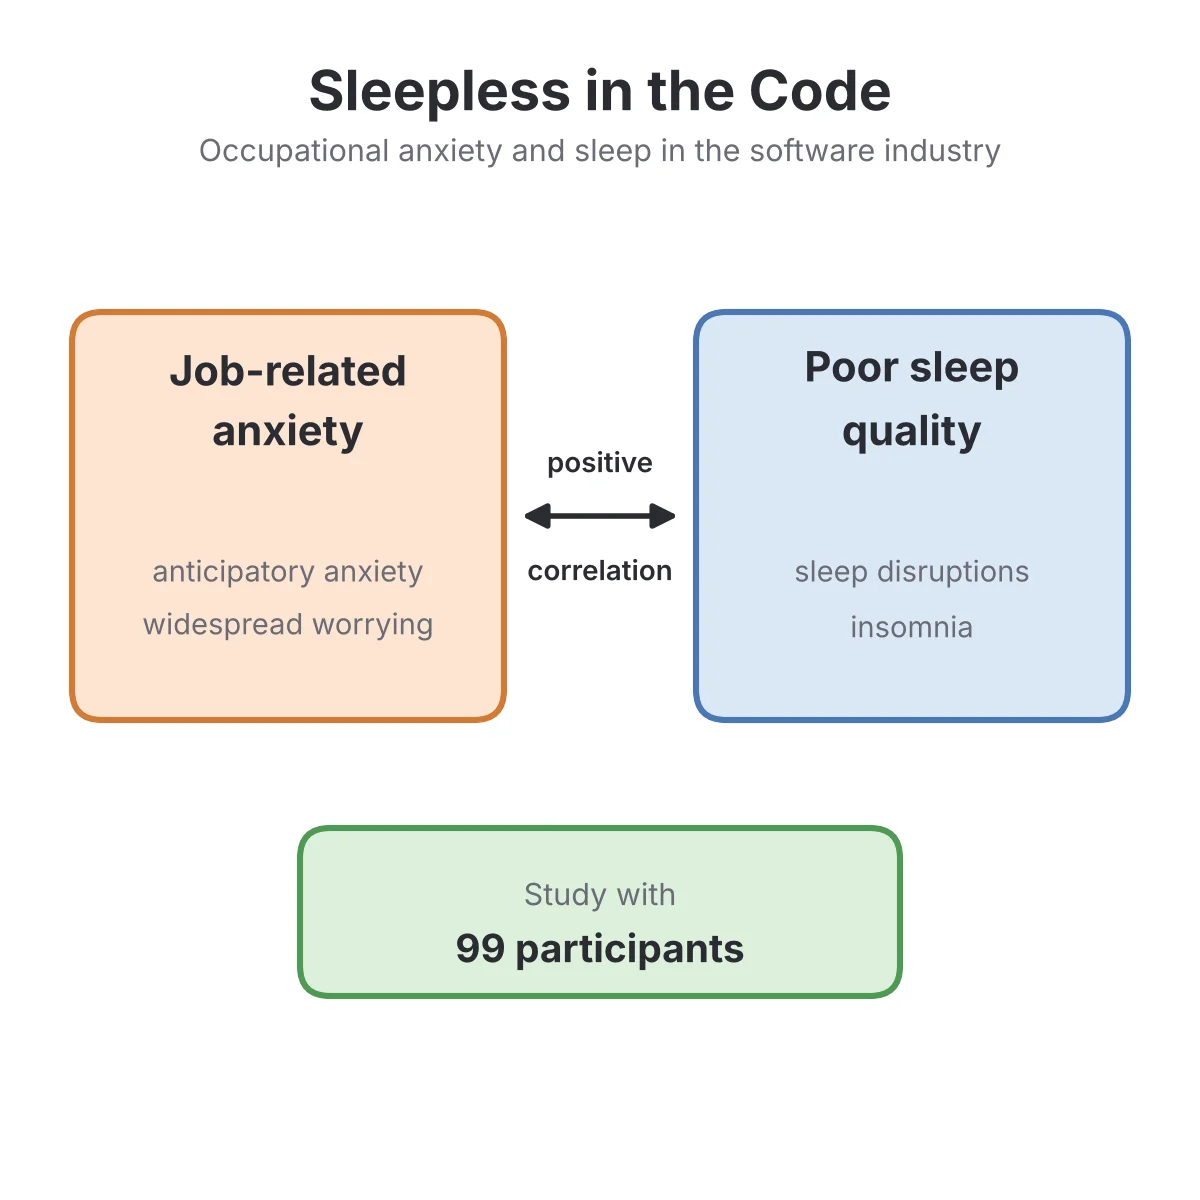 Sleepless in the Code
Occupational anxiety and sleep in the software industry
Job-related
anxiety
anticipatory anxiety
widespread worrying
positive
correlation
Poor sleep
quality
sleep disruptions
insomnia
Study with
99 participants